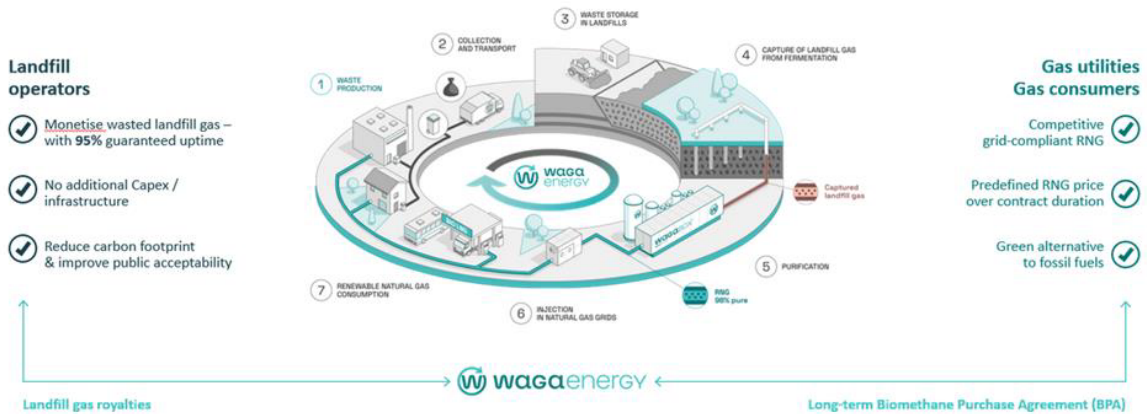 Landfill
operators
Monetise wasted landfill gas –
with 95% guaranteed uptime
No additional Capex /
infrastructure
Reduce carbon footprint
& improve public acceptability
1 WASTE
PRODUCTION
2 COLLECTION
AND TRANSPORT
3 WASTE STORAGE
IN LANDFILLS
4 CAPTURE OF LANDFILL GAS
FROM FERMENTATION
waga
energy
Captured
landfill gas
WAGABOX
5 PURIFICATION
RNG
98% pure
6 INJECTION
IN NATURAL GAS GRIDS
7 RENEWABLE NATURAL GAS
CONSUMPTION
Gas utilities
Gas consumers
Competitive
grid-compliant RNG
Predefined RNG price
over contract duration
Green alternative
to fossil fuels
waga energy
Landfill gas royalties
Long-term Biomethane Purchase Agreement (BPA)